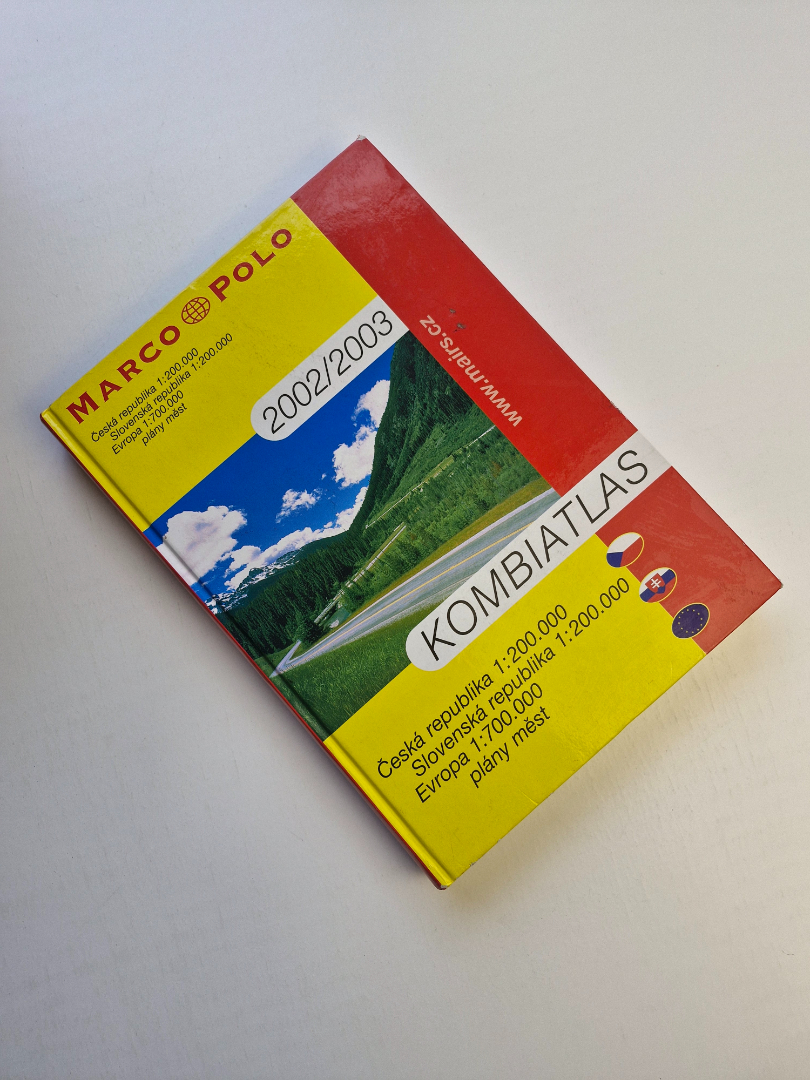 MARCO POLO
Česká republika 1:200.000
Slovenská republika 1:200.000
Evropa 1:700.000
plány měst
2002/2003
www.mairs.cz
KOMBIATLAS
Česká republika 1:200.000
Slovenská republika 1:200.000
Evropa 1:700.000
plány měst